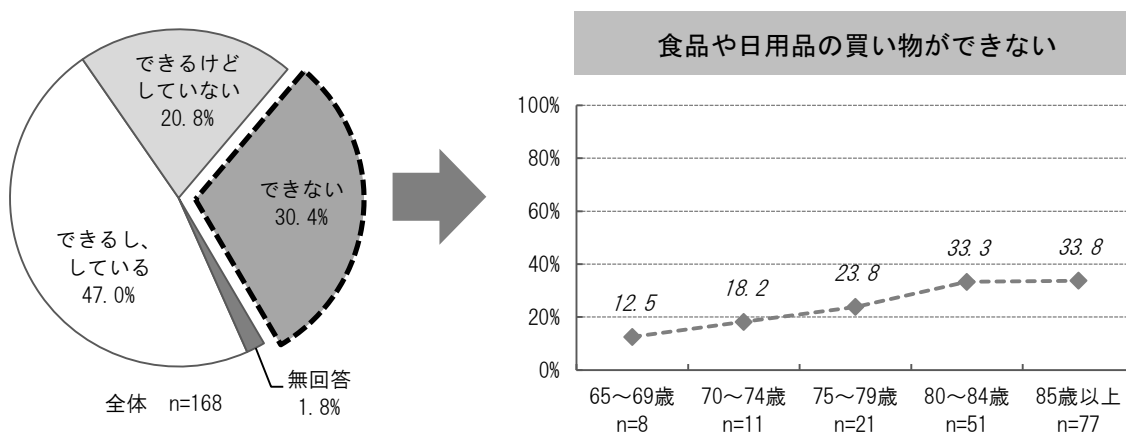 できるけど
していない
20.8%
できない
30.4%
できるし、
している
47.0%
無回答
1.8%
全体 n=168
食品や日用品の買い物ができない
100%
80%
60%
40%
20%
0%
12.5
18.2
23.8
33.3
33.8
65～69歳
n=8
70～74歳
n=11
75～79歳
n=21
80～84歳
n=51
85歳以上
n=77